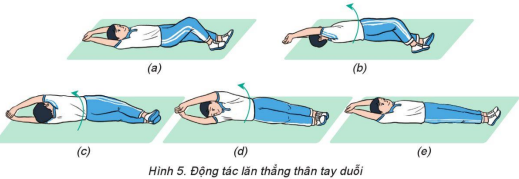 (a)
(b)
(c)
(d)
(e)
Hình 5. Động tác lăn thẳng thân tay duỗi